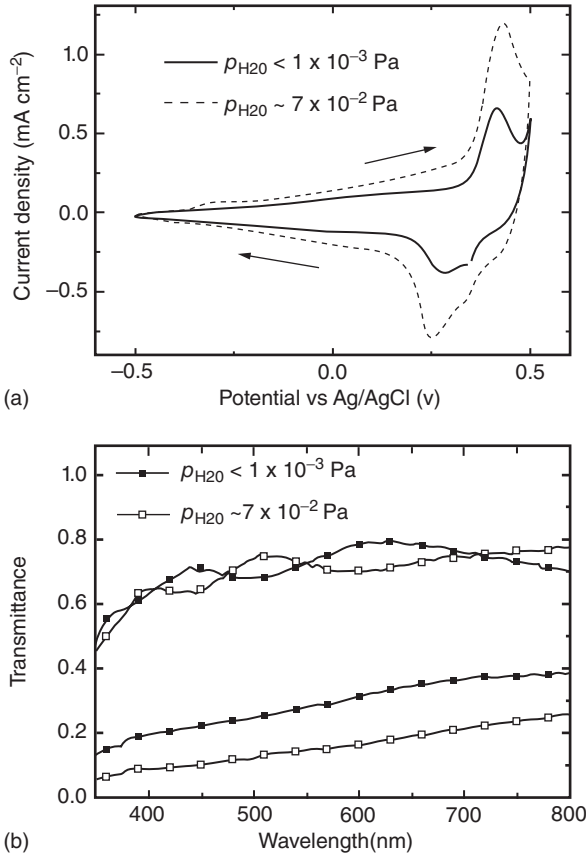 1.0
p_H20 < 1 x 10⁻³ Pa
p_H20 ~ 7 x 10⁻² Pa
0.5
0.0
−0.5
Current density (mA cm⁻²)
−0.5 0.0 0.5
(a) Potential vs Ag/AgCl (v)
1.0
p_H20 < 1 x 10⁻³ Pa
p_H20 ~7 x 10⁻² Pa
0.8
0.6
0.4
0.2
0.0
Transmittance
400 500 600 700 800
(b) Wavelength(nm)